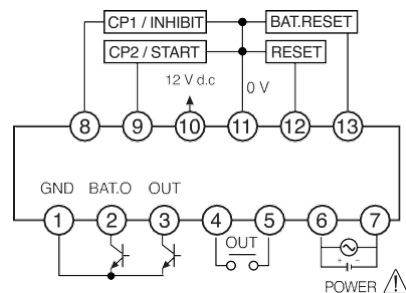 CP1 / INHIBIT BAT.RESET
CP2 / START RESET
12 V d.c 0 V
8 9 10 11 12 13
GND BAT.O OUT
1 2 3 4 5 6 7
OUT
+ -
POWER